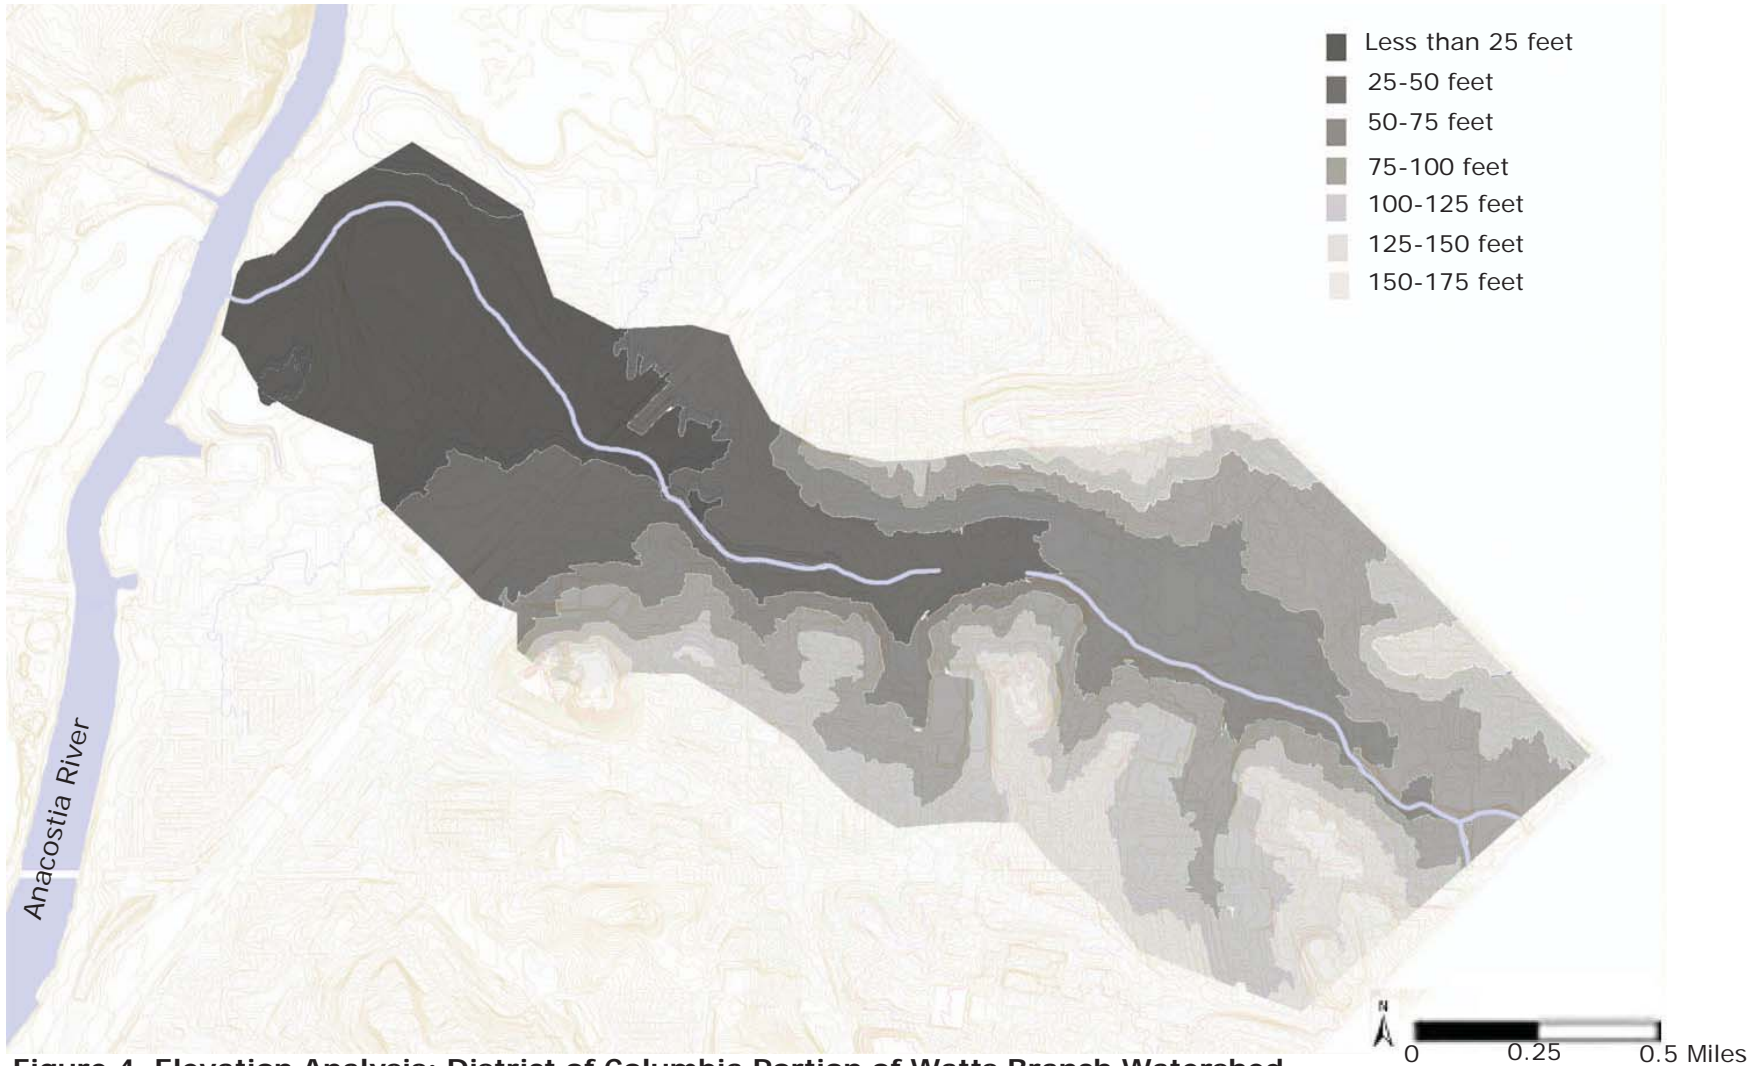 Less than 25 feet
25-50 feet
50-75 feet
75-100 feet
100-125 feet
125-150 feet
150-175 feet
Anacostia River
N
0 0.25 0.5 Miles
Figure 4. Elevation Analysis: District of Columbia Portion of Watts Branch Watershed